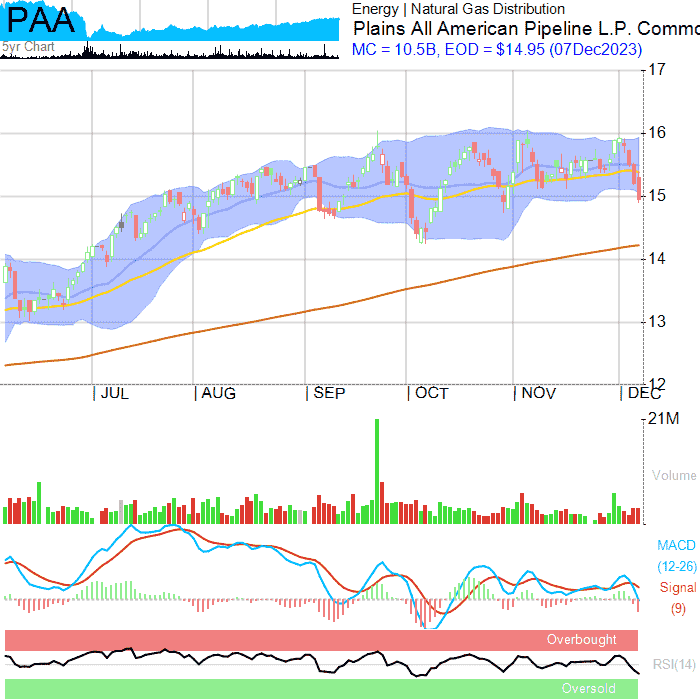 PAA
5yr Chart
Energy | Natural Gas Distribution
Plains All American Pipeline L.P. Commo
MC = 10.5B, EOD = $14.95 (07Dec2023)
17
16
15
14
13
12
JUL AUG SEP OCT NOV DEC
21M
Volume
MACD
(12-26)
Signal
(9)
Overbought
RSI(14)
Oversold